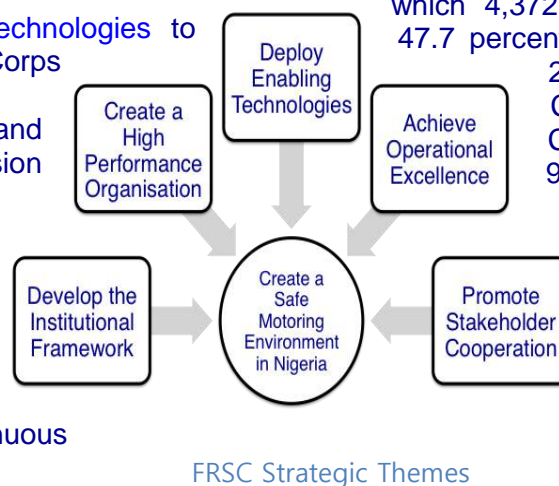 echnologies to
Corps
and
sion
nuous
which 4,372
47.7 percen
2
9
Deploy
Enabling
Technologies
Create a
High
Performance
Organisation
Achieve
Operational
Excellence
Develop the
Institutional
Framework
Create a
Safe
Motoring
Environment
in Nigeria
Promote
Stakeholder
Cooperation
FRSC Strategic Themes